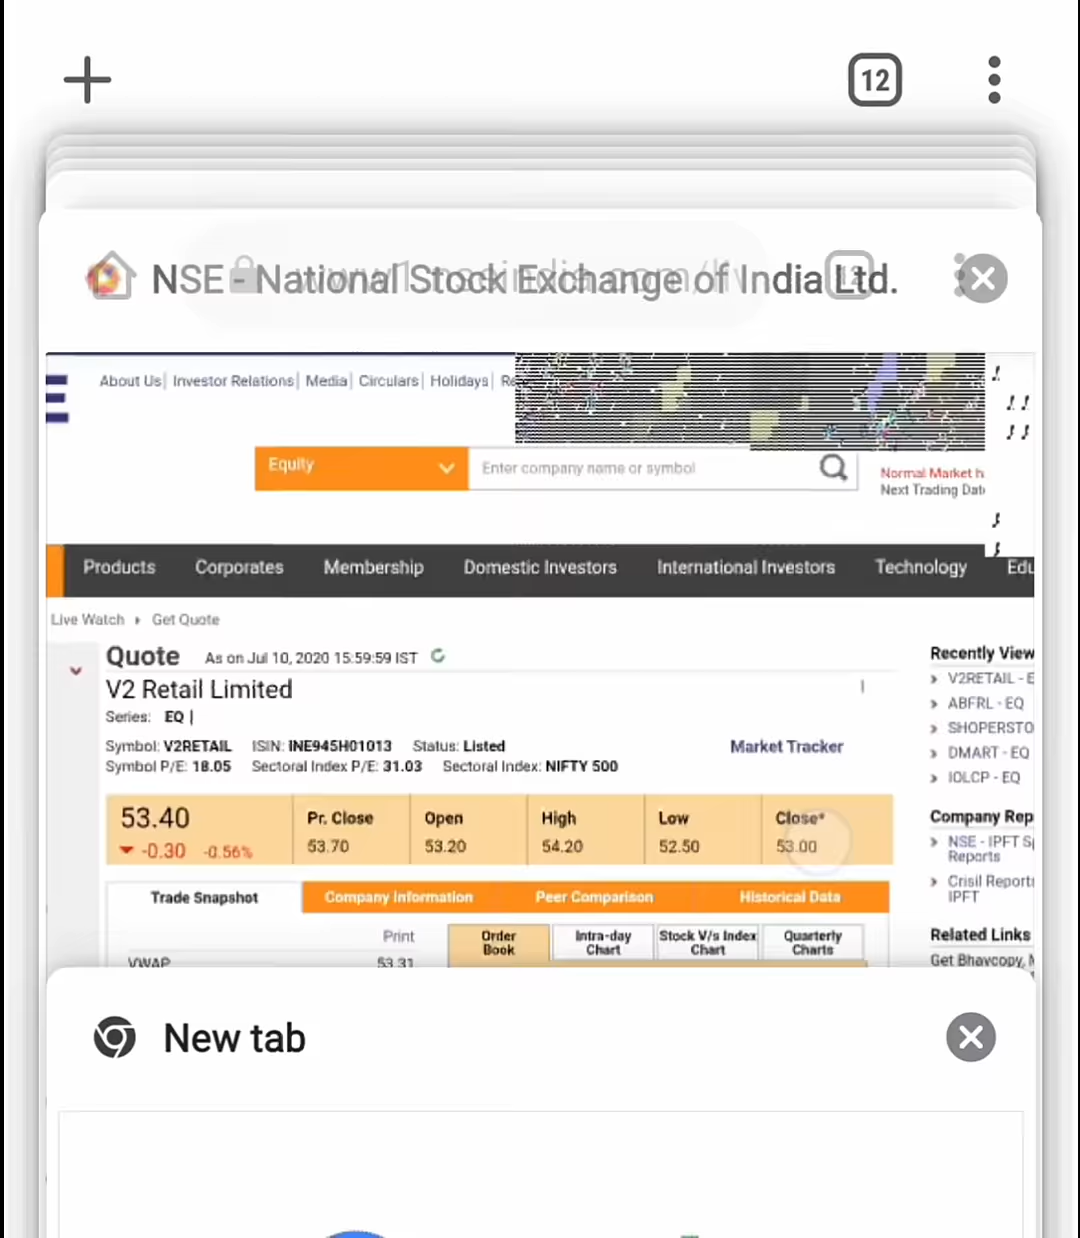 12
NSE - National Stock Exchange of India Ltd.
About Us| Investor Relations| Media| Circulars| Holidays|
Equity
Enter company name or symbol
Normal Market
Next Trading
Products Corporates Membership Domestic Investors International Investors Technology
Live Watch Get Quote
Quote As on Jul 10, 2020 15:59:59 IST
V2 Retail Limited
Series: EQ |
Symbol: V2RETAIL ISIN: INE945H01013 Status: Listed
Symbol P/E: 18.05 Sectoral Index P/E: 31.03 Sectoral Index: NIFTY 500
Market Tracker
53.40 Pr. Close Open High Low Close*
-0.30 -0.56% 53.70 53.20 54.20 52.50 53.00
Trade Snapshot Company Information Peer Comparison Historical Data
Print
Order Book
Intra-day Chart
Stock V/s Index Chart
Quarterly Charts
VWAP 53.31
Recently View
V2RETAIL - E
ABFRL - EQ
SHOPERSTO
DMART - EQ
IOLCP - EQ
Company Rep
NSE - IPFT
Reports
Crisil Report
IPFT
Related Links
Get Bhavcopy,
New tab